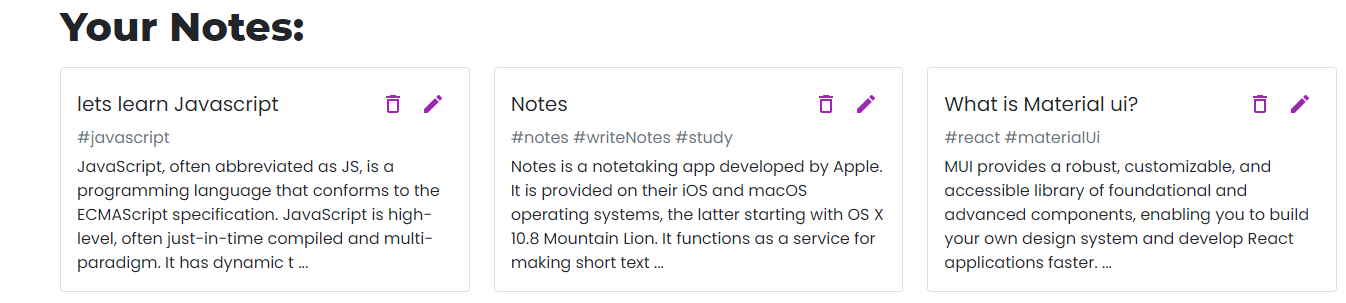 Your Notes:
lets learn Javascript
#javascript
JavaScript, often abbreviated as JS, is a
programming language that conforms to the
ECMAScript specification. JavaScript is high-
level, often just-in-time compiled and multi-
paradigm. It has dynamic t ...
Notes
#notes #writeNotes #study
Notes is a notetaking app developed by Apple.
It is provided on their iOS and macOS
operating systems, the latter starting with OS X
10.8 Mountain Lion. It functions as a service for
making short text ...
What is Material ui?
#react #materialUi
MUI provides a robust, customizable, and
accessible library of foundational and
advanced components, enabling you to build
your own design system and develop React
applications faster. ...